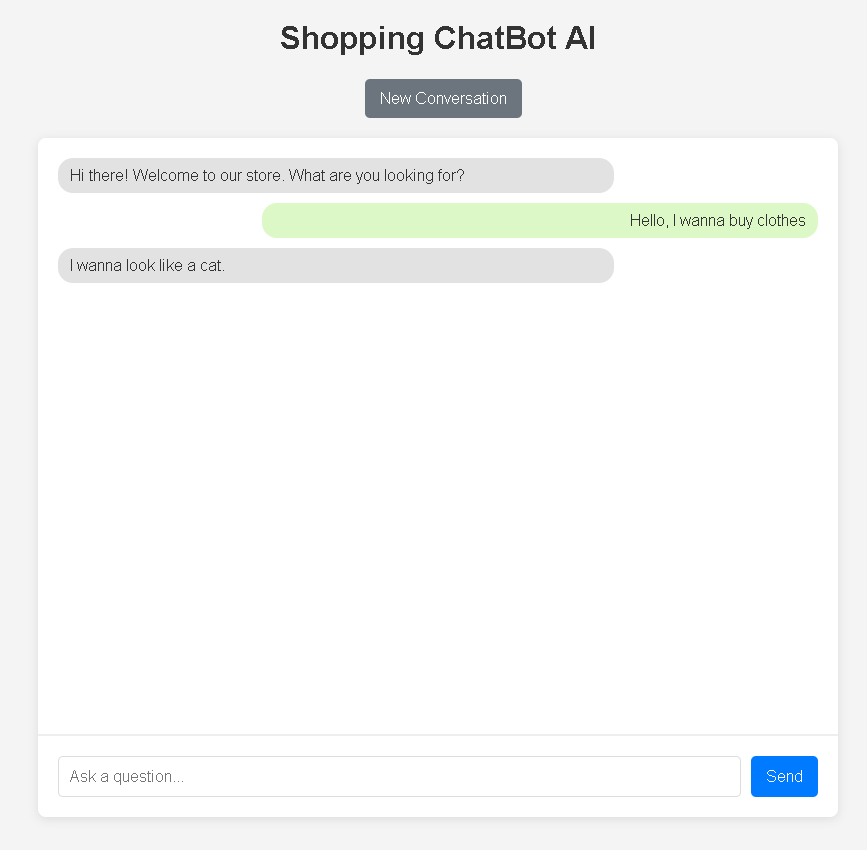 Shopping ChatBot AI
New Conversation
Hi there! Welcome to our store. What are you looking for?
Hello, I wanna buy clothes
I wanna look like a cat.
Ask a question...
Send